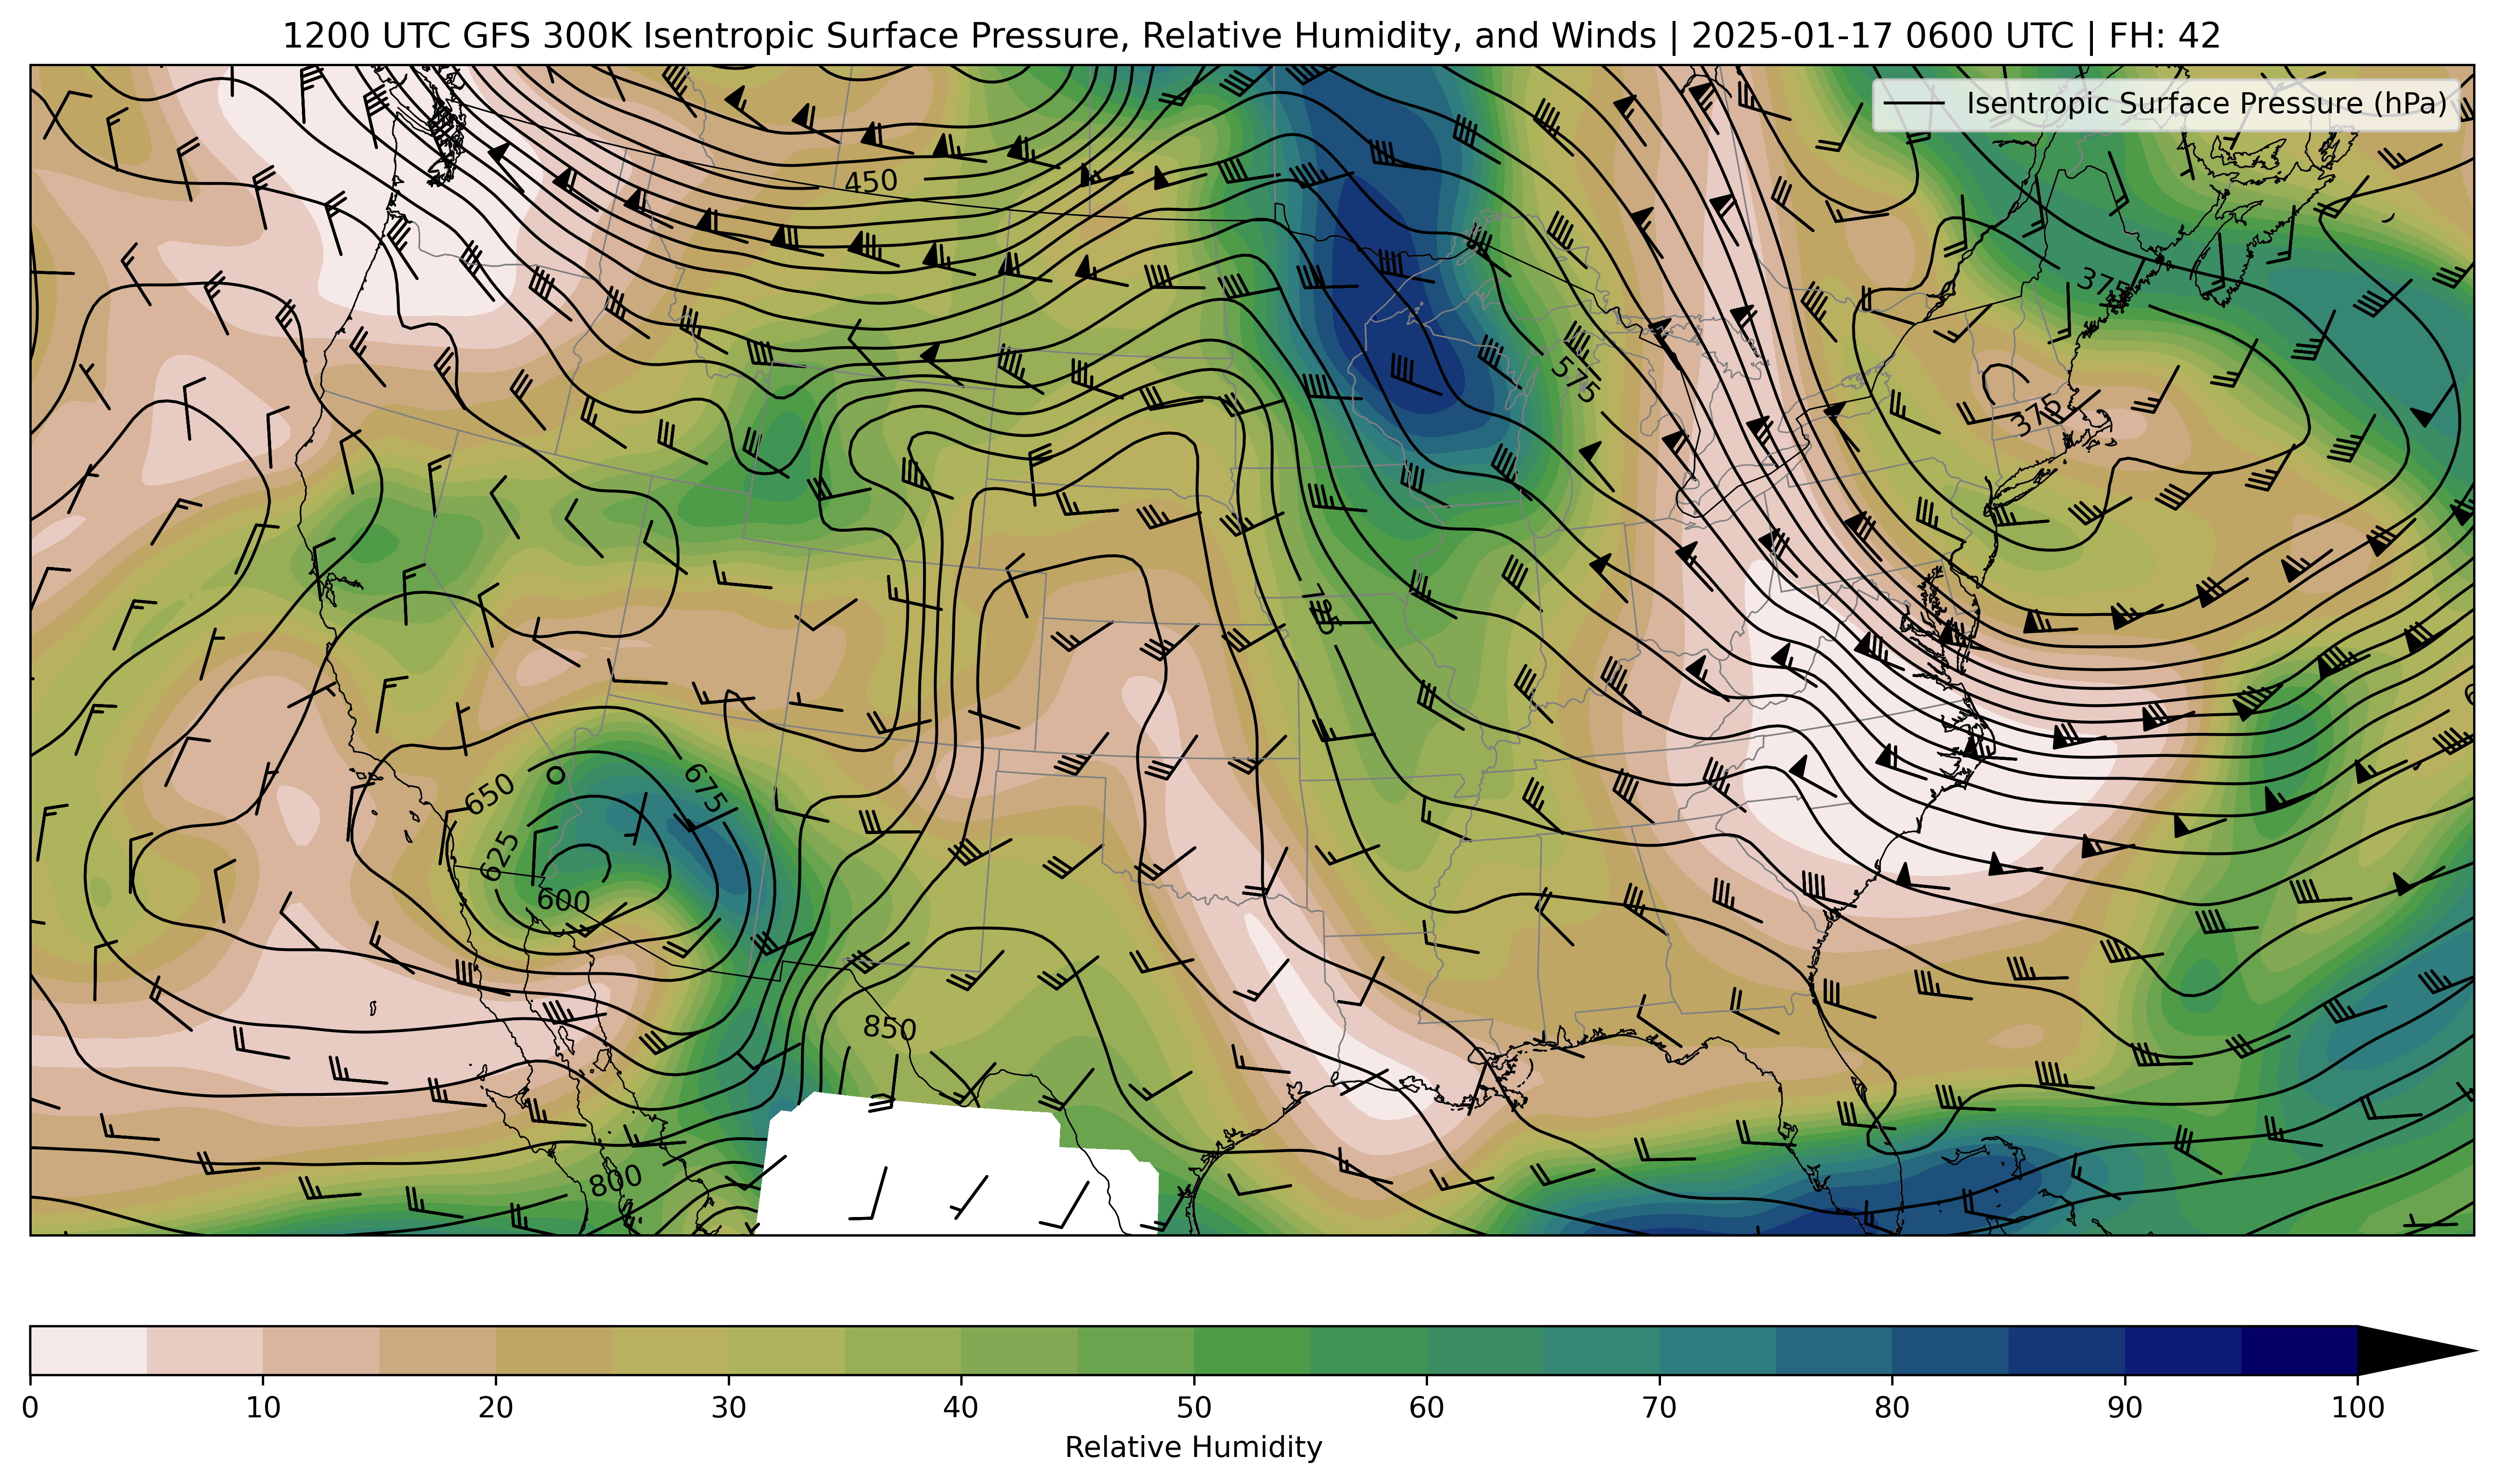 1200 UTC GFS 300K Isentropic Surface Pressure, Relative Humidity, and Winds | 2025-01-17 0600 UTC | FH: 42
Isentropic Surface Pressure (hPa)
450
375
575
375
725
650
675
625
600
850
800
0 10 20 30 40 50 60 70 80 90 100
Relative Humidity